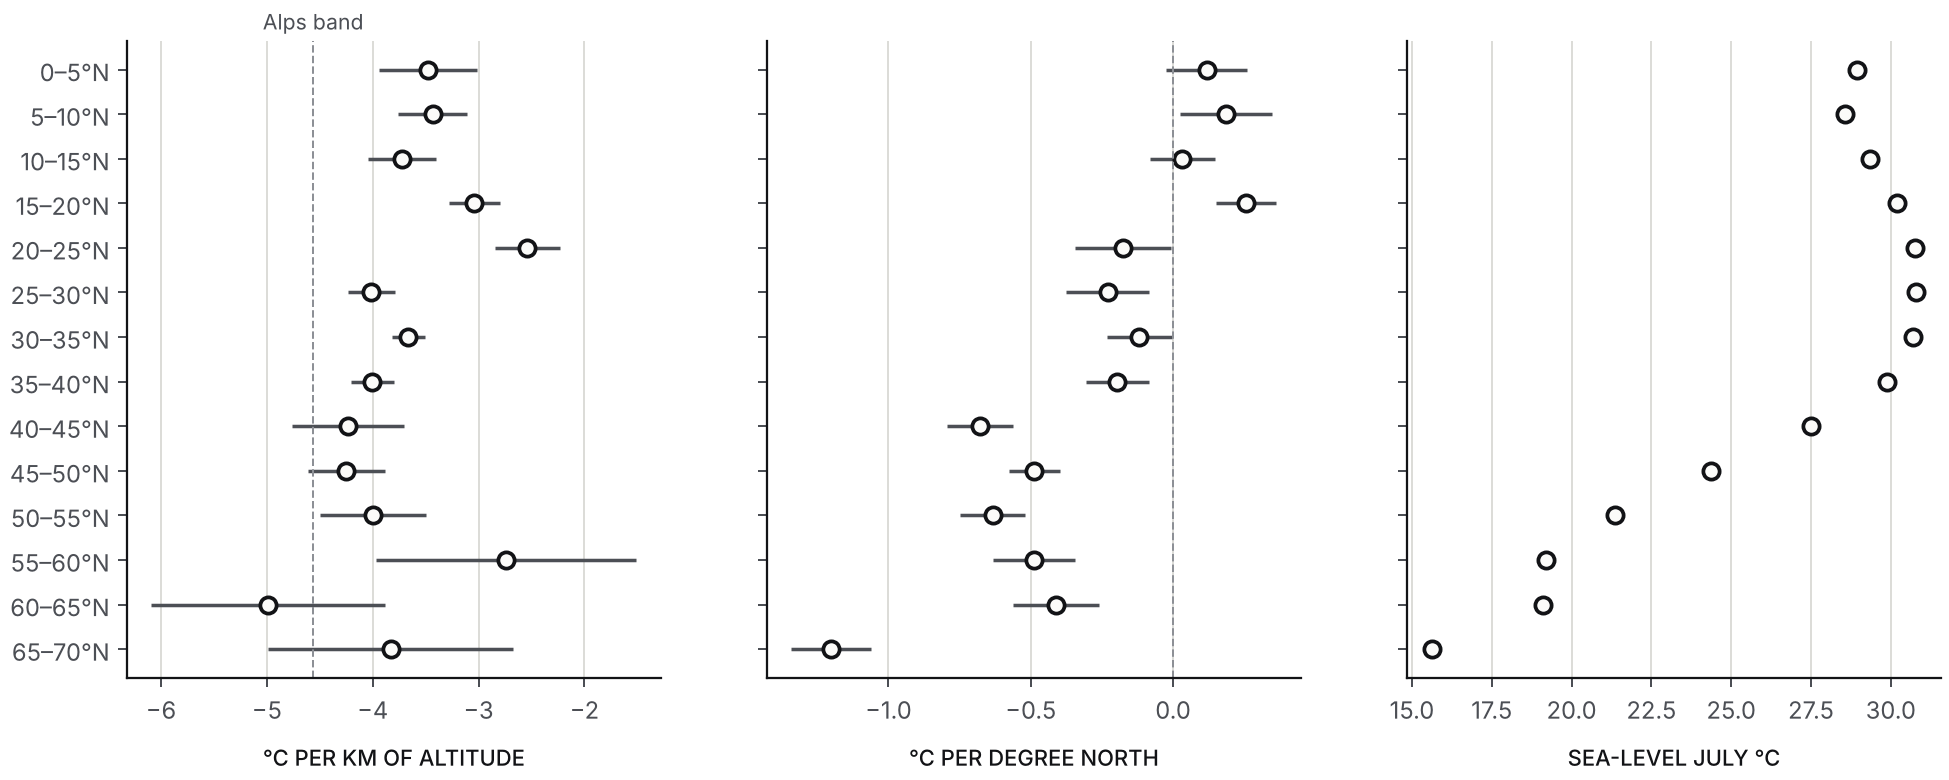 Alps band
0–5°N
5–10°N
10–15°N
15–20°N
20–25°N
25–30°N
30–35°N
35–40°N
40–45°N
45–50°N
50–55°N
55–60°N
60–65°N
65–70°N
−6 −5 −4 −3 −2
−1.0 −0.5 0.0
15.0 17.5 20.0 22.5 25.0 27.5 30.0
°C PER KM OF ALTITUDE
°C PER DEGREE NORTH
SEA-LEVEL JULY °C